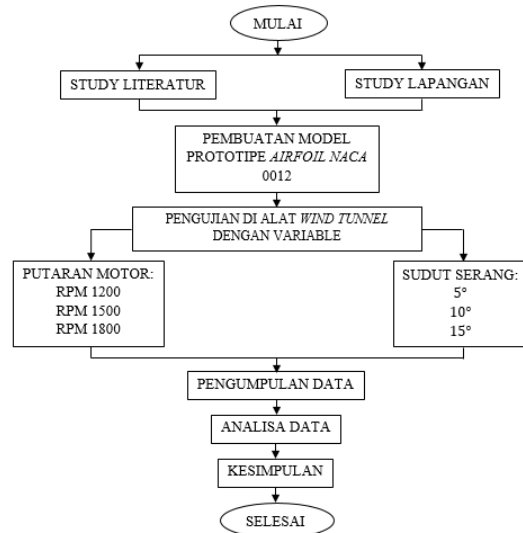 MULAI
STUDY LITERATUR
STUDY LAPANGAN
PEMBUATAN MODEL
PROTOTIPE AIRFOIL NACA
0012
PENGUJIAN DI ALAT WIND TUNNEL
DENGAN VARIABLE
PUTARAN MOTOR:
RPM 1200
RPM 1500
RPM 1800
SUDUT SERANG:
5°
10°
15°
PENGUMPULAN DATA
ANALISA DATA
KESIMPULAN
SELESAI